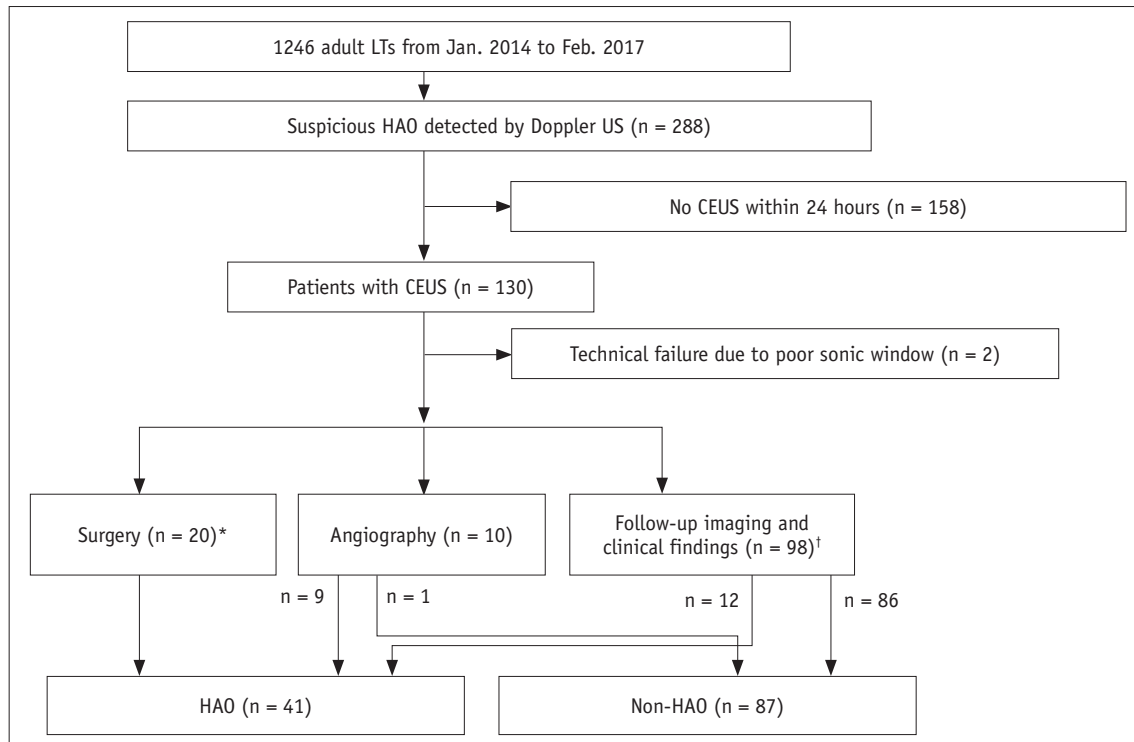 1246 adult LTs from Jan. 2014 to Feb. 2017
Suspicious HAO detected by Doppler US (n = 288)
No CEUS within 24 hours (n = 158)
Patients with CEUS (n = 130)
Technical failure due to poor sonic window (n = 2)
Surgery (n = 20)*
Angiography (n = 10)
Follow-up imaging and
clinical findings (n = 98)†
n = 9
n = 1
n = 12
n = 86
HAO (n = 41)
Non-HAO (n = 87)